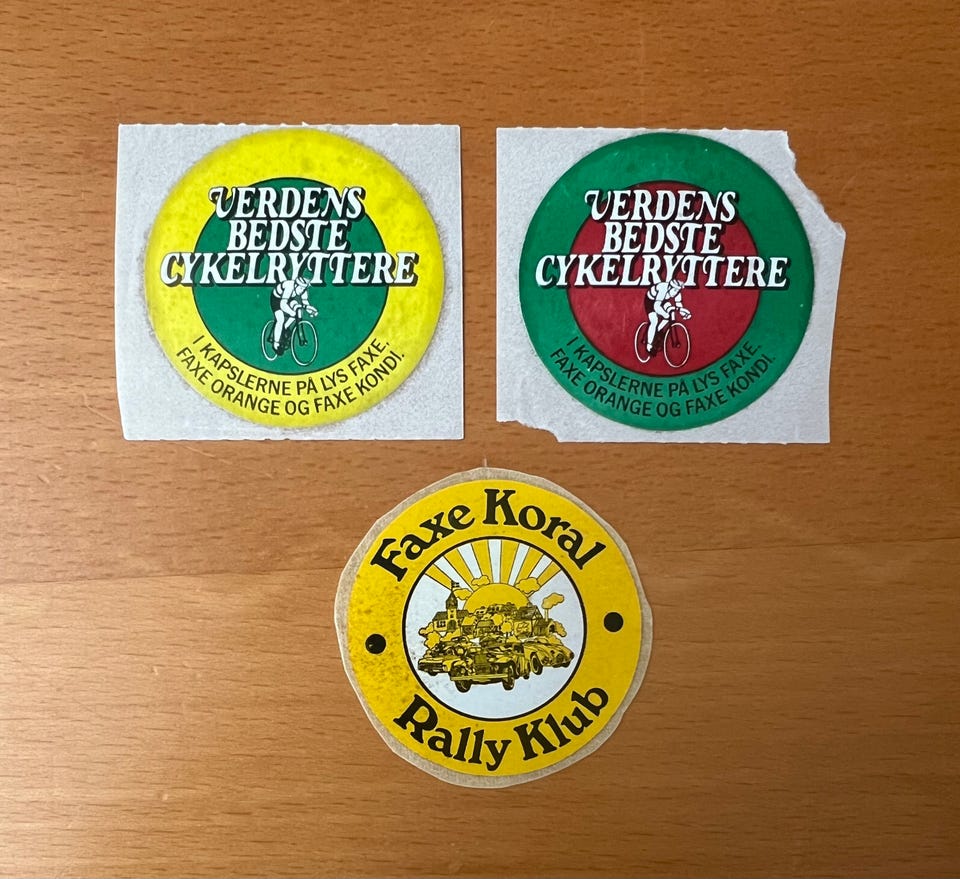 VERDENS
BEDSTE
CYKELRYTTERE
I KAPSLERNE PÅ LYS FAXE,
FAXE ORANGE OG FAXE KONDI.
VERDENS
BEDSTE
CYKELRYTTERE
I KAPSLERNE PÅ LYS FAXE,
FAXE ORANGE OG FAXE KONDI.
Faxe Koral
Rally Klub